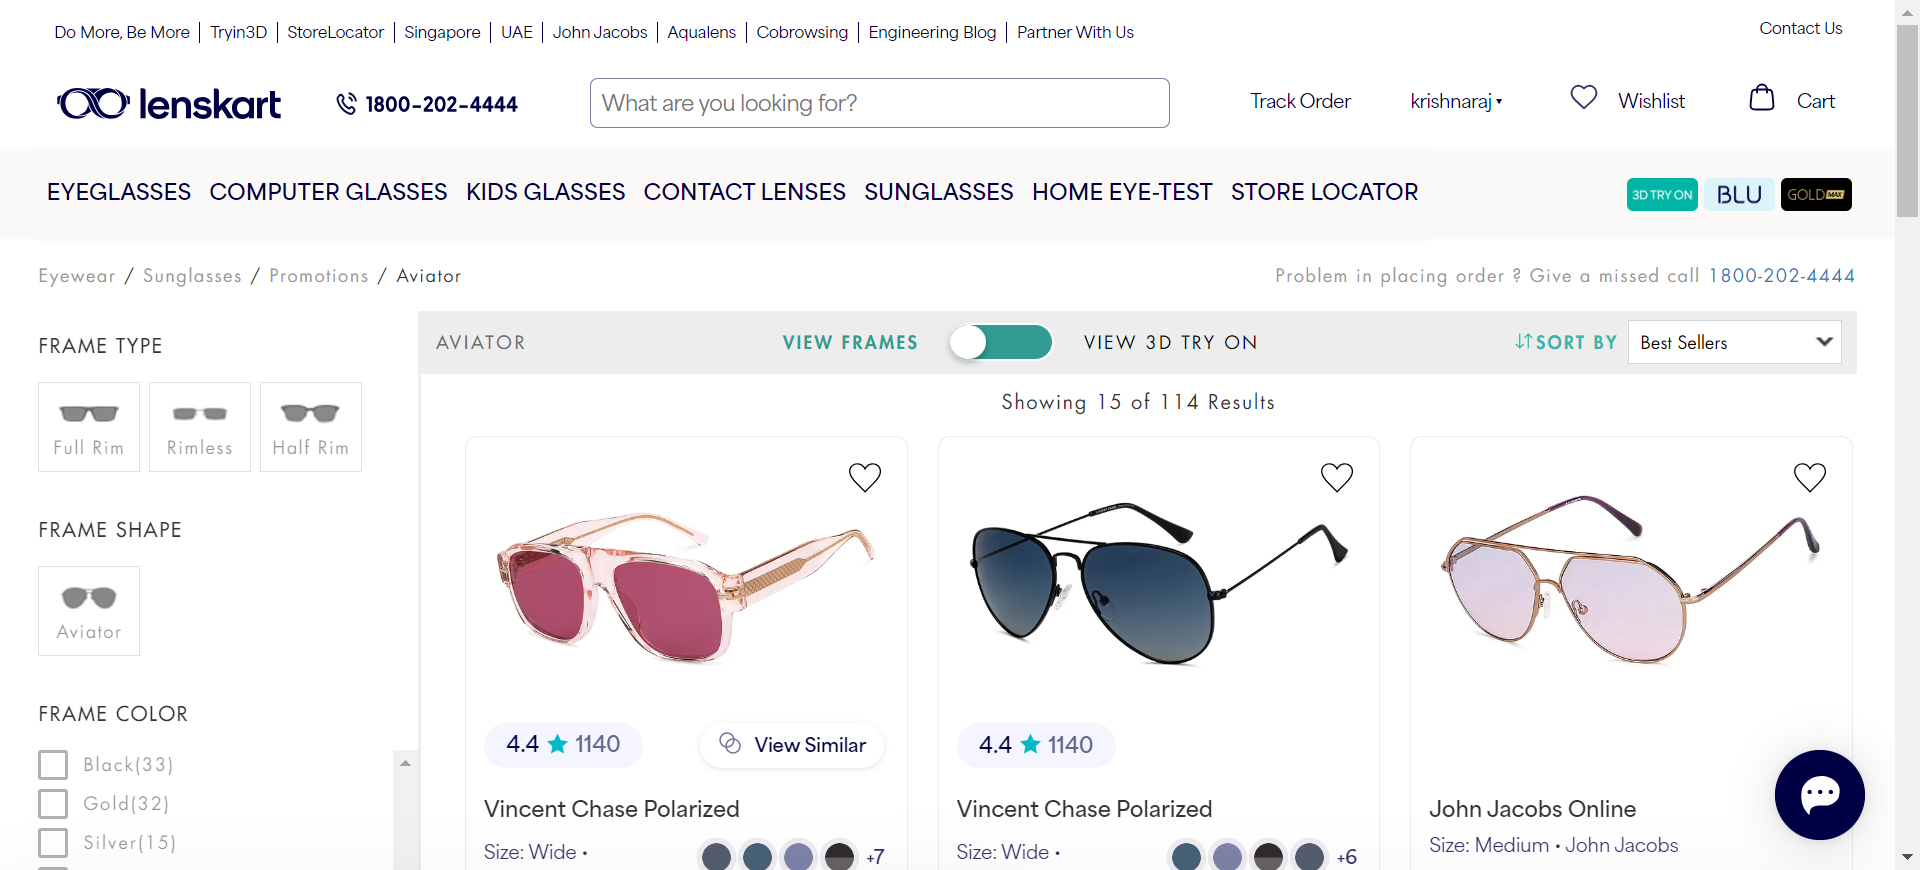 Do More, Be More Tryin3D StoreLocator Singapore UAE John Jacobs Aqualens Cobrowsing Engineering Blog Partner With Us Contact Us
lenskart 1800-202-4444 What are you looking for? Track Order krishnaraj Wishlist Cart
EYEGLASSES COMPUTER GLASSES KIDS GLASSES CONTACT LENSES SUNGLASSES HOME EYE-TEST STORE LOCATOR 3D TRY ON BLU GOLD MAX
Eyewear / Sunglasses / Promotions / Aviator Problem in placing order ? Give a missed call 1800-202-4444
FRAME TYPE
Full Rim Rimless Half Rim
FRAME SHAPE
Aviator
FRAME COLOR
Black(33)
Gold(32)
Silver(15)
AVIATOR VIEW FRAMES VIEW 3D TRY ON SORT BY Best Sellers
Showing 15 of 114 Results
4.4 ★ 1140 View Similar
Vincent Chase Polarized
Size: Wide • +7
4.4 ★ 1140
Vincent Chase Polarized
Size: Wide • +6
John Jacobs Online
Size: Medium • John Jacobs